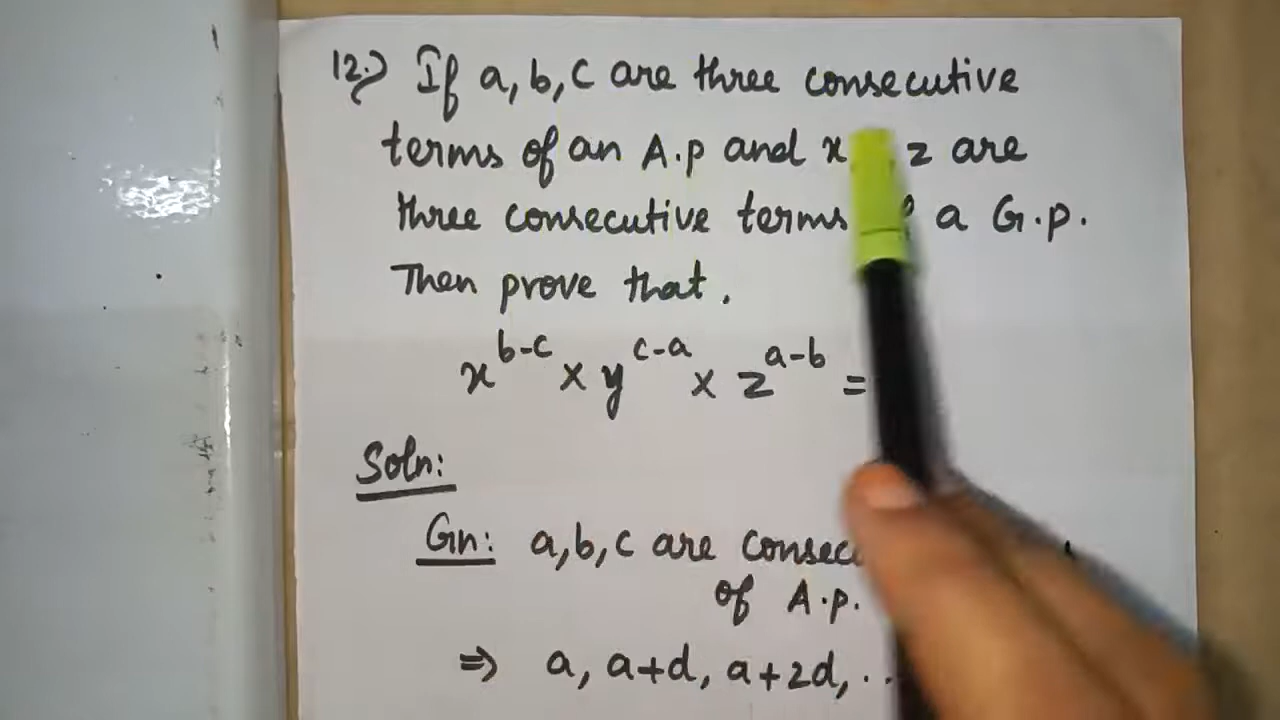 12.) If a, b, c are three consecutive
terms of an A.p and x z are
three consecutive terms a G.p.
Then prove that.
x^{b-c} × y^{c-a} × z^{a-b} =
Soln:
Gn: a, b, c are
of A.p.
⇒ a, a+d, a+2d, ..